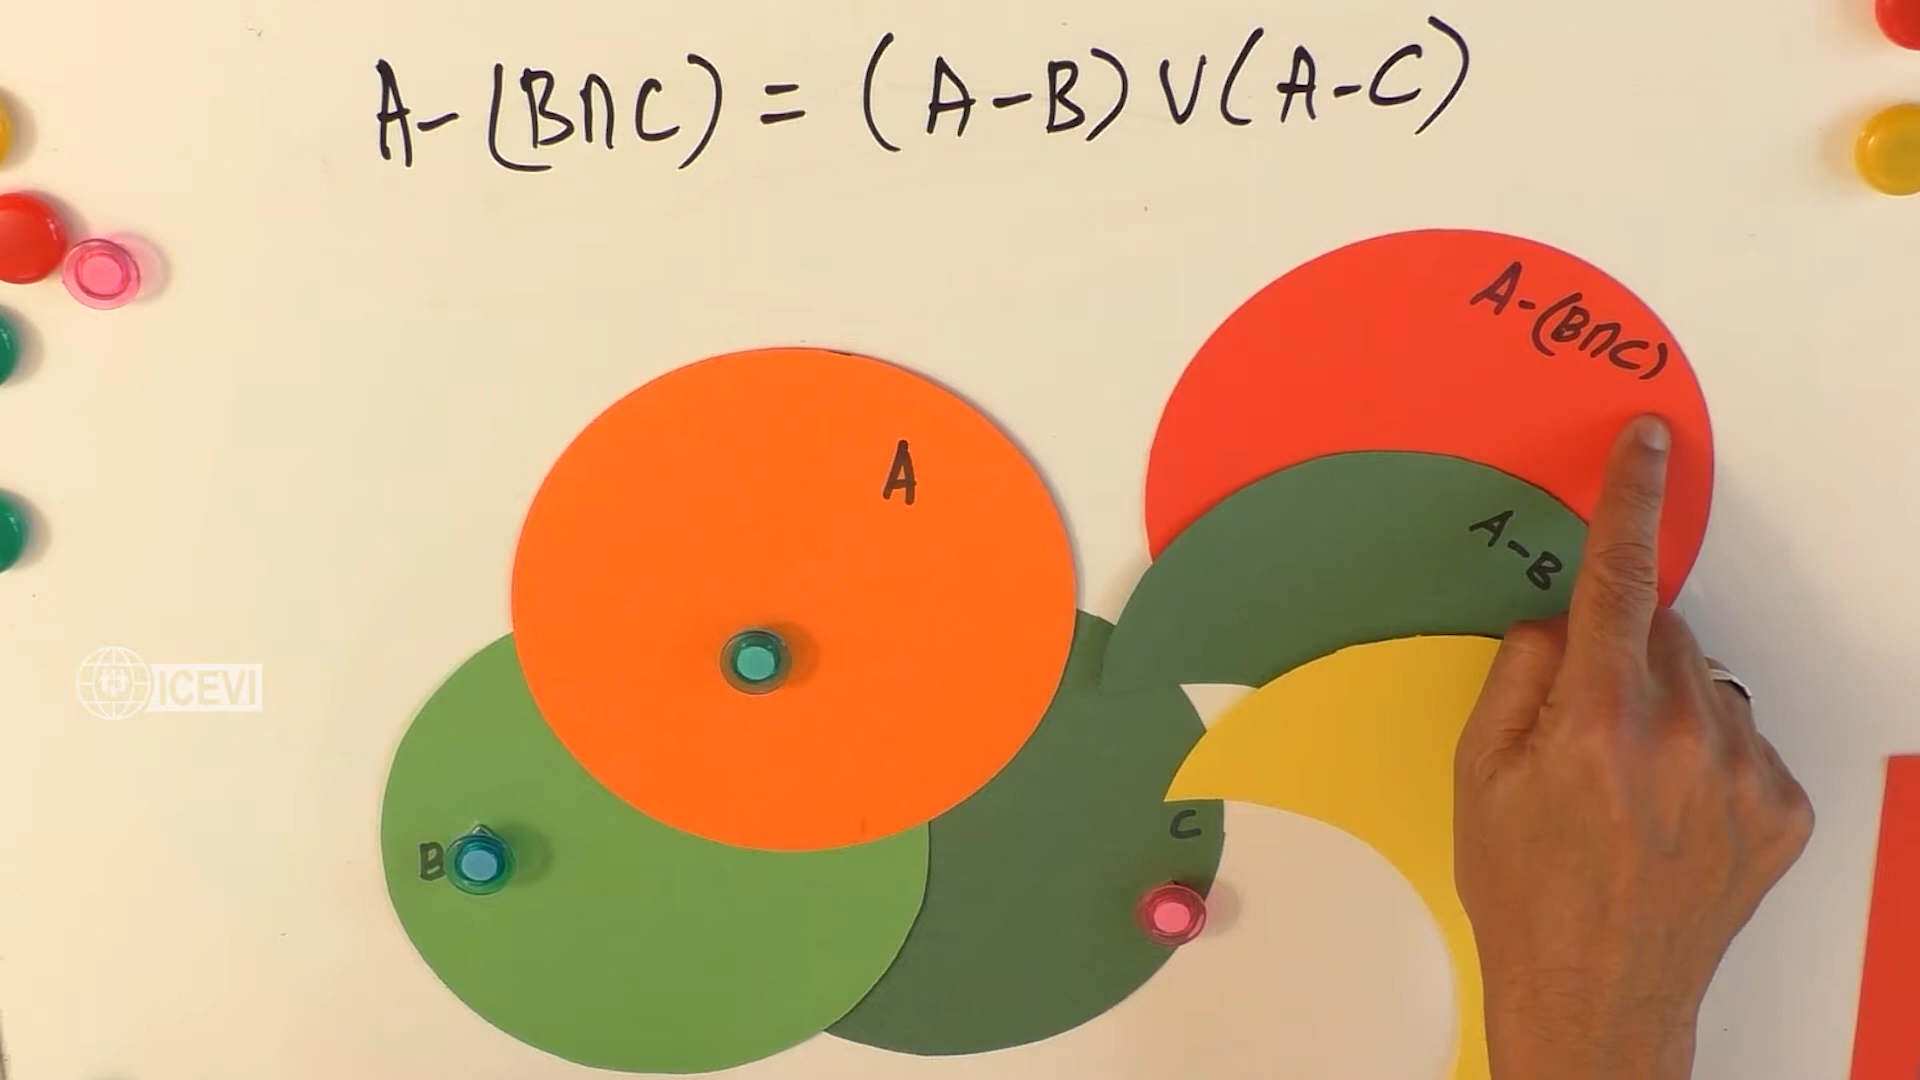 A-(B∩C) = (A-B)∪(A-C)
A-(B∩C)
A
A-B
B
C
ICEVI